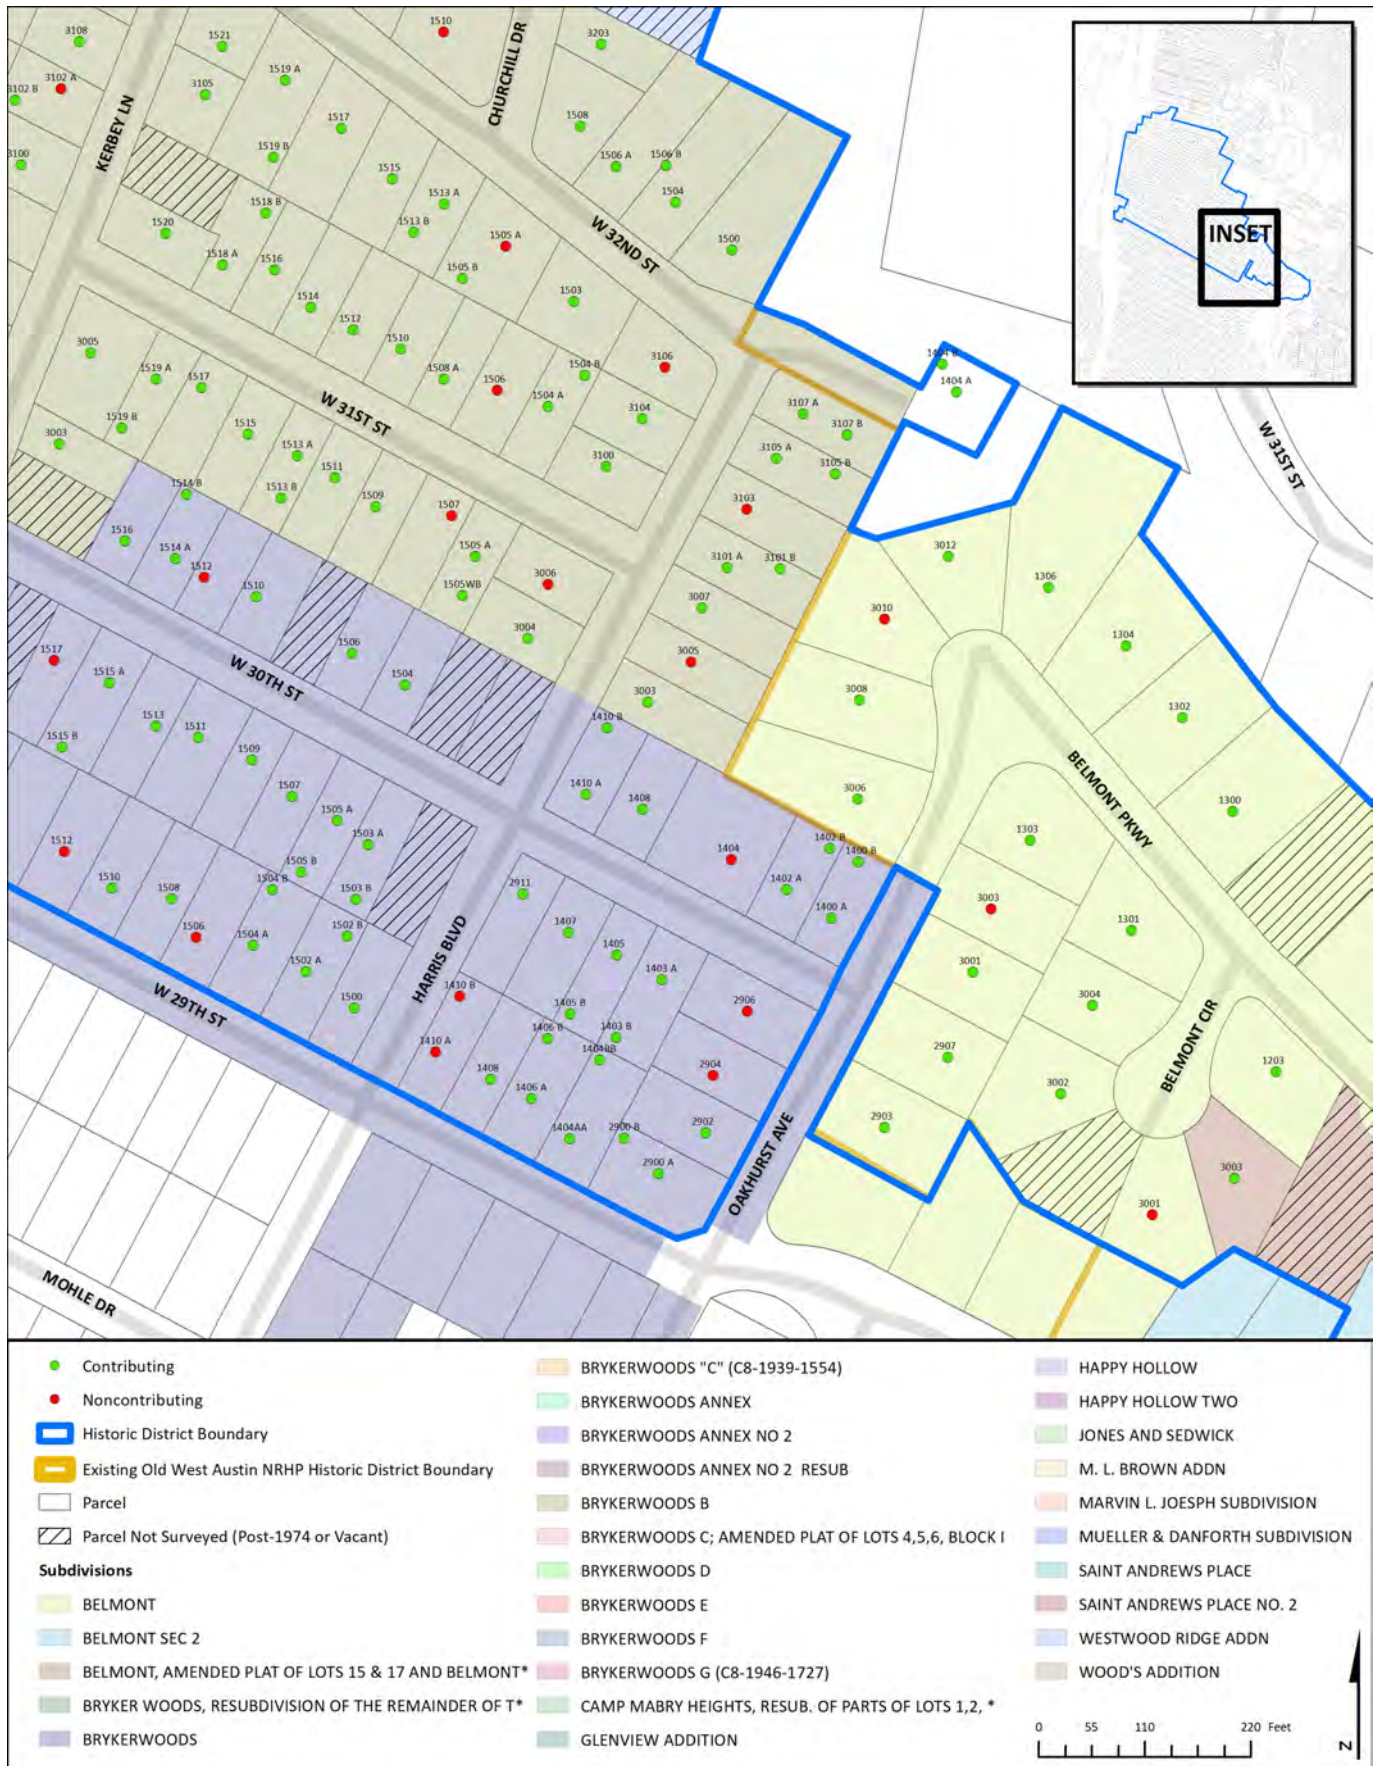 3108
1521
1510
3203
3102 A
3102 B
3105
1519 A
CHURCHILL DR
1508
1517
KERBEY LN
3100
1519 B
1515
1506 A
1506 B
1513 A
1504
1518 B
1513 B
1520
W 32ND ST
1505 A
1500
INSET
1518 A
1516
1505 B
1514
1503
1512
3005
1510
1404 B
1519 A
1517
1508 A
1506
1504 B
3106
1404 A
W 31ST ST
1504 A
3107 A
1519 B
3104
3107 B
3003
1515
W 31ST ST
1513 A
3105 A
1511
3100
3105 B
1514 B
1513 B
1509
1507
3103
1516
1514 A
1505 A
3012
1512
3101 A
3101 B
1510
3006
1306
1505WB
3007
3010
3004
1304
1517
1506
3005
W 30TH ST
1515 A
1504
3003
3008
1302
1513
1511
1410 B
1515 B
1509
BELMONT PKWY
1507
1410 A
1408
3006
1300
1505 A
1503 A
1402 B
1303
1512
1404
1400 B
1510
1505 B
1504 B
1402 A
1508
1503 B
2911
3003
1400 A
1506
1502 B
1407
1301
1504 A
1405
1502 A
1403 A
3001
HARRIS BLVD
1410 B
W 29TH ST
1500
1405 B
2906
3004
1406 B
1403 B
1410 A
1404BB
BELMONT CIR
2907
1408
2904
1203
1406 A
3002
1404AA
2900 B
2902
2903
OAKHURST AVE
2900 A
3003
3001
MOHLE DR
Contributing
Noncontributing
Historic District Boundary
Existing Old West Austin NRHP Historic District Boundary
Parcel
Parcel Not Surveyed (Post-1974 or Vacant)
Subdivisions
BELMONT
BELMONT SEC 2
BELMONT, AMENDED PLAT OF LOTS 15 & 17 AND BELMONT*
BRYKER WOODS, RESUBDIVISION OF THE REMAINDER OF T*
BRYKERWOODS
BRYKERWOODS "C" (C8-1939-1554)
BRYKERWOODS ANNEX
BRYKERWOODS ANNEX NO 2
BRYKERWOODS ANNEX NO 2 RESUB
BRYKERWOODS B
BRYKERWOODS C; AMENDED PLAT OF LOTS 4,5,6, BLOCK I
BRYKERWOODS D
BRYKERWOODS E
BRYKERWOODS F
BRYKERWOODS G (C8-1946-1727)
CAMP MABRY HEIGHTS, RESUB. OF PARTS OF LOTS 1,2, *
GLENVIEW ADDITION
HAPPY HOLLOW
HAPPY HOLLOW TWO
JONES AND SEDWICK
M. L. BROWN ADDN
MARVIN L. JOESPH SUBDIVISION
MUELLER & DANFORTH SUBDIVISION
SAINT ANDREWS PLACE
SAINT ANDREWS PLACE NO. 2
WESTWOOD RIDGE ADDN
WOOD'S ADDITION
0 55 110 220 Feet
N